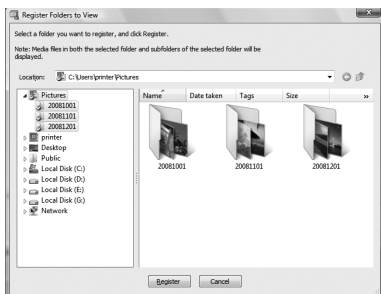 Register Folders to View
Select a folder you want to register, and click Register.
Note: Media files in both the selected folder and subfolders of the selected folder will be
displayed.
Location: C:\Users\printer\Pictures
Pictures
20081001
20081101
20081201
printer
Desktop
Public
Local Disk (C:)
Local Disk (D:)
Local Disk (E:)
Local Disk (G:)
Network
Name Date taken Tags Size »
20081001 20081101 20081201
Register Cancel